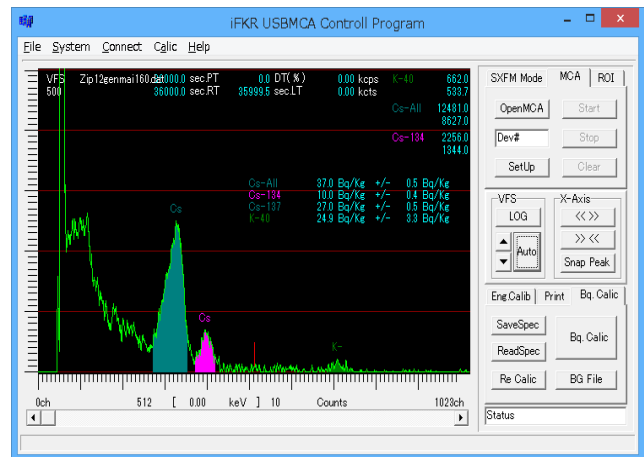 iFKR USBMCA Controll Program
File System Connect Calic Help
VFS Zip12genmai160.dat 0.0 DT(%) 0.00 kcps K-40 662.0
500 36000.0 sec.RT 35999.5 sec.LT 0.00 kcts 533.7
Cs-All 12481.0
8627.0
Cs-134 2256.0
1344.0
Cs-All 37.0 Bq/Kg +/- 0.5 Bq/Kg
Cs-134 10.0 Bq/Kg +/- 0.4 Bq/Kg
Cs-137 27.0 Bq/Kg +/- 0.5 Bq/Kg
K-40 24.9 Bq/Kg +/- 3.3 Bq/Kg
Cs
Cs
K-
0ch 512 [ 0.00 keV ] 10 Counts 1023ch
SXFM Mode MCA ROI
OpenMCA Start
Dev# Stop
SetUp Clear
VFS X-Axis
LOG << >>
Auto >> <<
Snap Peak
Eng.Calib Print Bq. Calic
SaveSpec Bq. Calic
ReadSpec
Re Calic BG File
Status